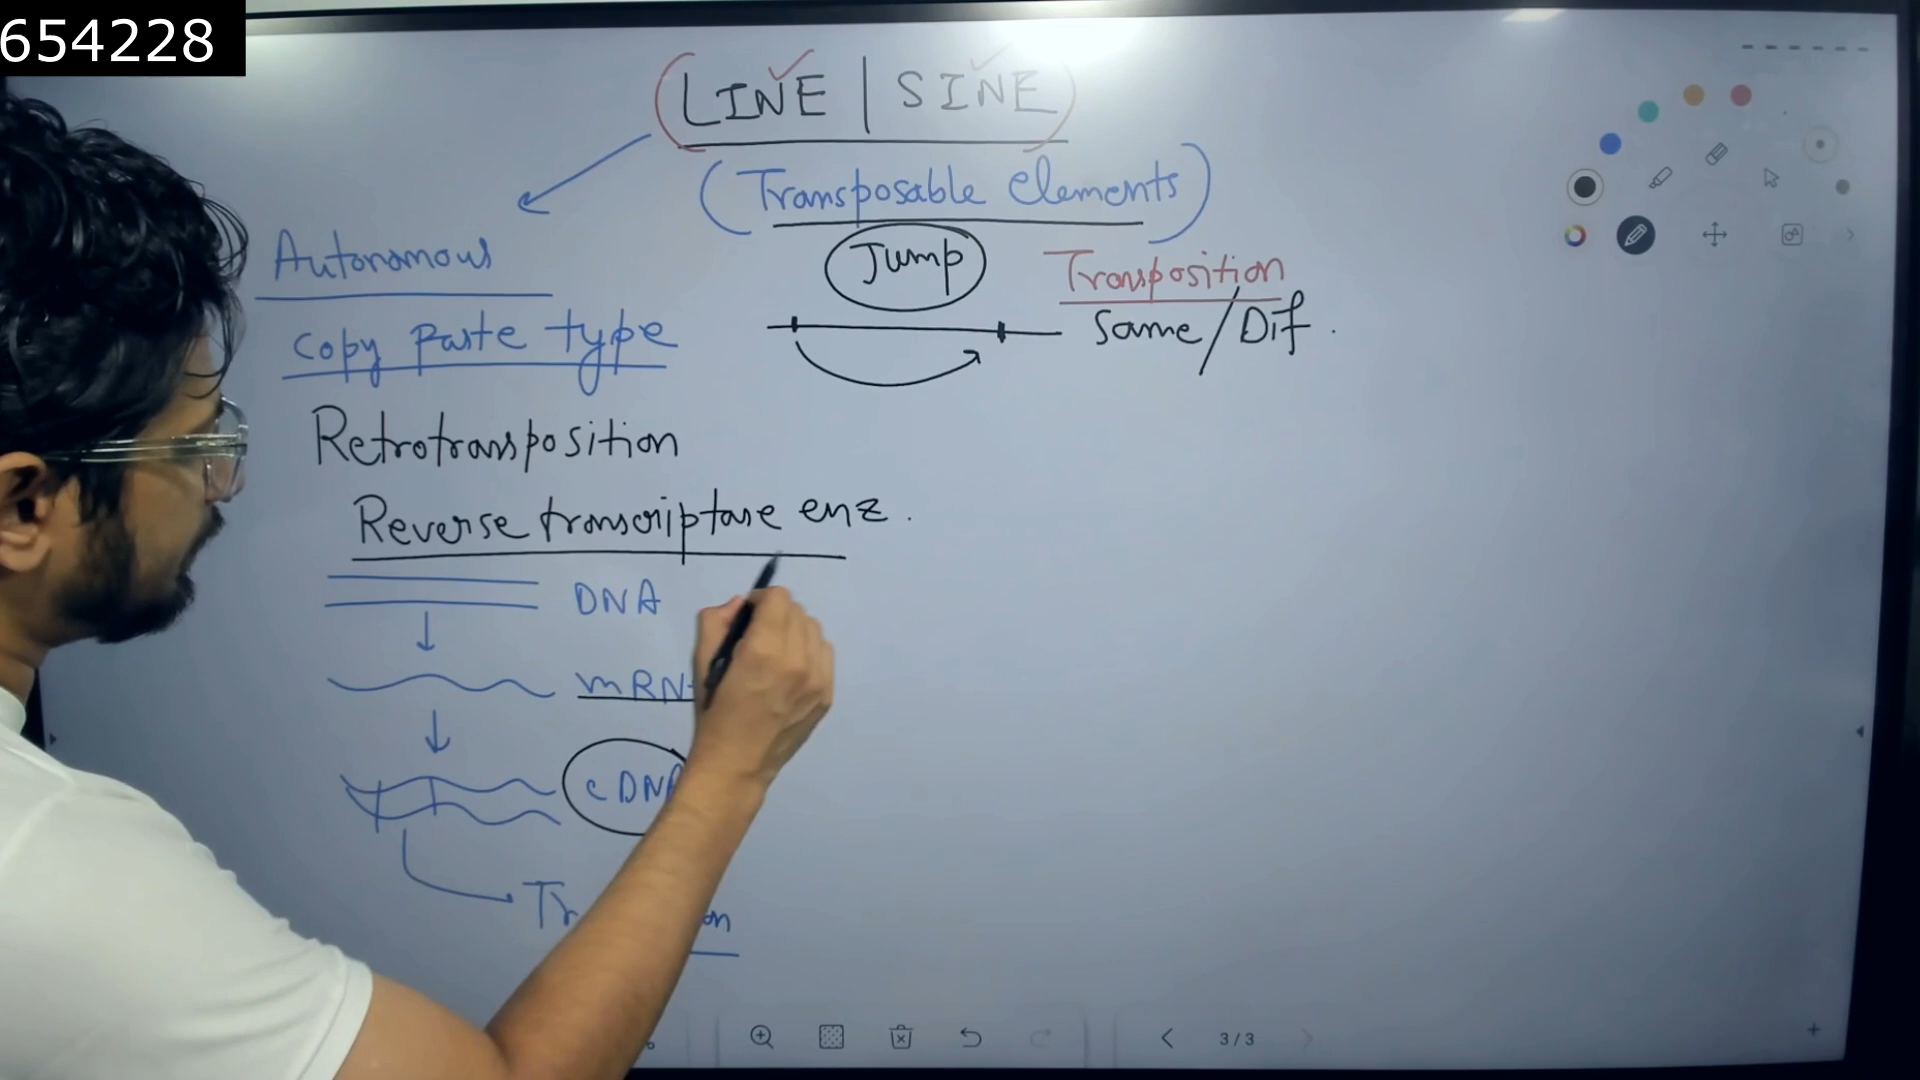 654228
LINE | SINE
(Transposable elements)
Autonomous
Jump
Transposition
Copy Paste type
Same/Dif.
Retrotransposition
Reverse transcriptase enz.
DNA
cDNA
3/3